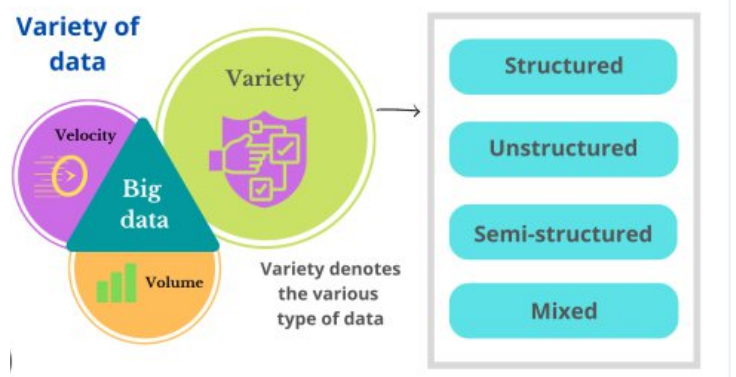 Variety of
data
Variety
Velocity
Big
data
Volume
Variety denotes
the various
type of data
Structured
Unstructured
Semi-structured
Mixed